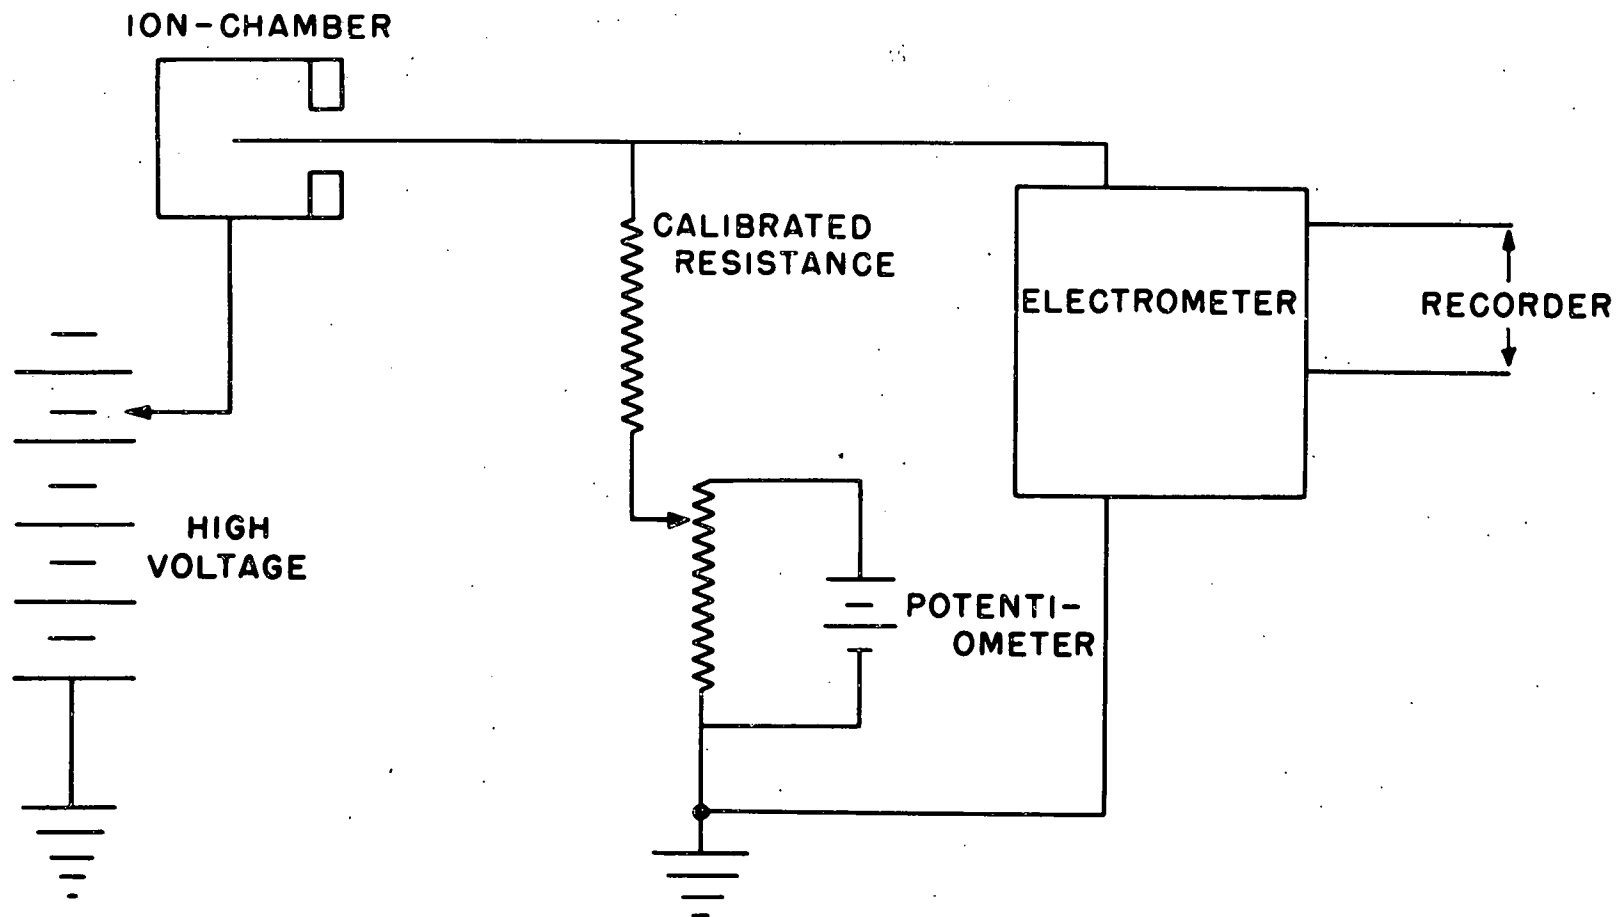 ION-CHAMBER
CALIBRATED
RESISTANCE
ELECTROMETER
RECORDER
HIGH
VOLTAGE
POTENTI-
OMETER